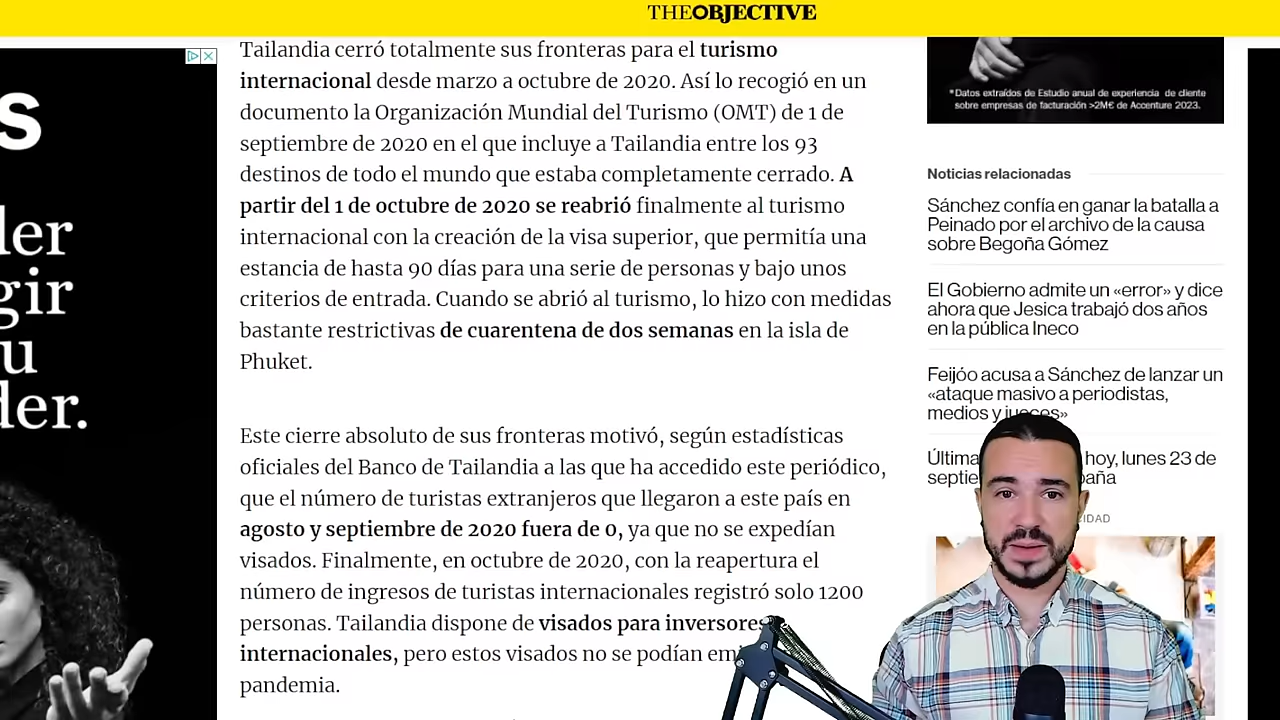 THE OBJECTIVE
Tailandia cerró totalmente sus fronteras para el turismo
internacional desde marzo a octubre de 2020. Así lo recogió en un
documento la Organización Mundial del Turismo (OMT) de 1 de
septiembre de 2020 en el que incluye a Tailandia entre los 93
destinos de todo el mundo que estaba completamente cerrado. A
partir del 1 de octubre de 2020 se reabrió finalmente al turismo
internacional con la creación de la visa superior, que permitía una
estancia de hasta 90 días para una serie de personas y bajo unos
criterios de entrada. Cuando se abrió al turismo, lo hizo con medidas
bastante restrictivas de cuarentena de dos semanas en la isla de
Phuket.
Este cierre absoluto de sus fronteras motivó, según estadísticas
oficiales del Banco de Tailandia a las que ha accedido este periódico,
que el número de turistas extranjeros que llegaron a este país en
agosto y septiembre de 2020 fuera de 0, ya que no se expedían
visados. Finalmente, en octubre de 2020, con la reapertura el
número de ingresos de turistas internacionales registró solo 1200
personas. Tailandia dispone de visados para inversores
internacionales, pero estos visados no se podían
pandemia.
s
der
gir
u
der.
*Datos extraídos de Estudio anual de experiencia de cliente
sobre empresas de facturación >2M€ de Accenture 2023.
Noticias relacionadas
Sánchez confía en ganar la batalla a
Peinado por el archivo de la causa
sobre Begoña Gómez
El Gobierno admite un «error» y dice
ahora que Jesica trabajó dos años
en la pública Ineco
Feijóo acusa a Sánchez de lanzar un
«ataque masivo a periodistas,
medios y jueces»
Última hoy, lunes 23 de
septie paña
CIDAD